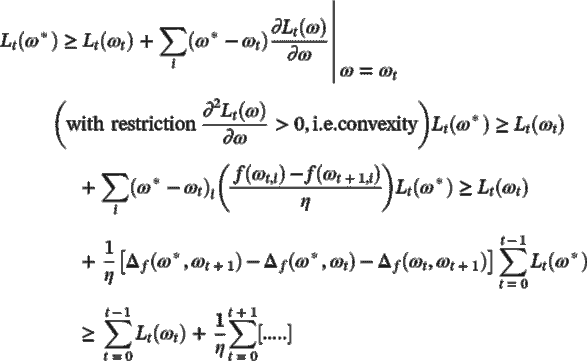 L_t(ω*) ≥ L_t(ω_t) + ∑_i (ω* − ω_t) ∂L_t(ω)/∂ω |_{ω = ω_t}
(with restriction ∂²L_t(ω)/∂ω > 0, i.e.convexity) L_t(ω*) ≥ L_t(ω_t)
+ ∑_i (ω* − ω_t)_i ((f(ω_{t,i}) − f(ω_{t+1,i}))/η) L_t(ω*) ≥ L_t(ω_t)
+ 1/η [Δ_f(ω*, ω_{t+1}) − Δ_f(ω*, ω_t) − Δ_f(ω_t, ω_{t+1})] ∑_{t=0}^{t−1} L_t(ω*)
≥ ∑_{t=0}^{t−1} L_t(ω_t) + 1/η ∑_{t=0}^{t+1} [.....]